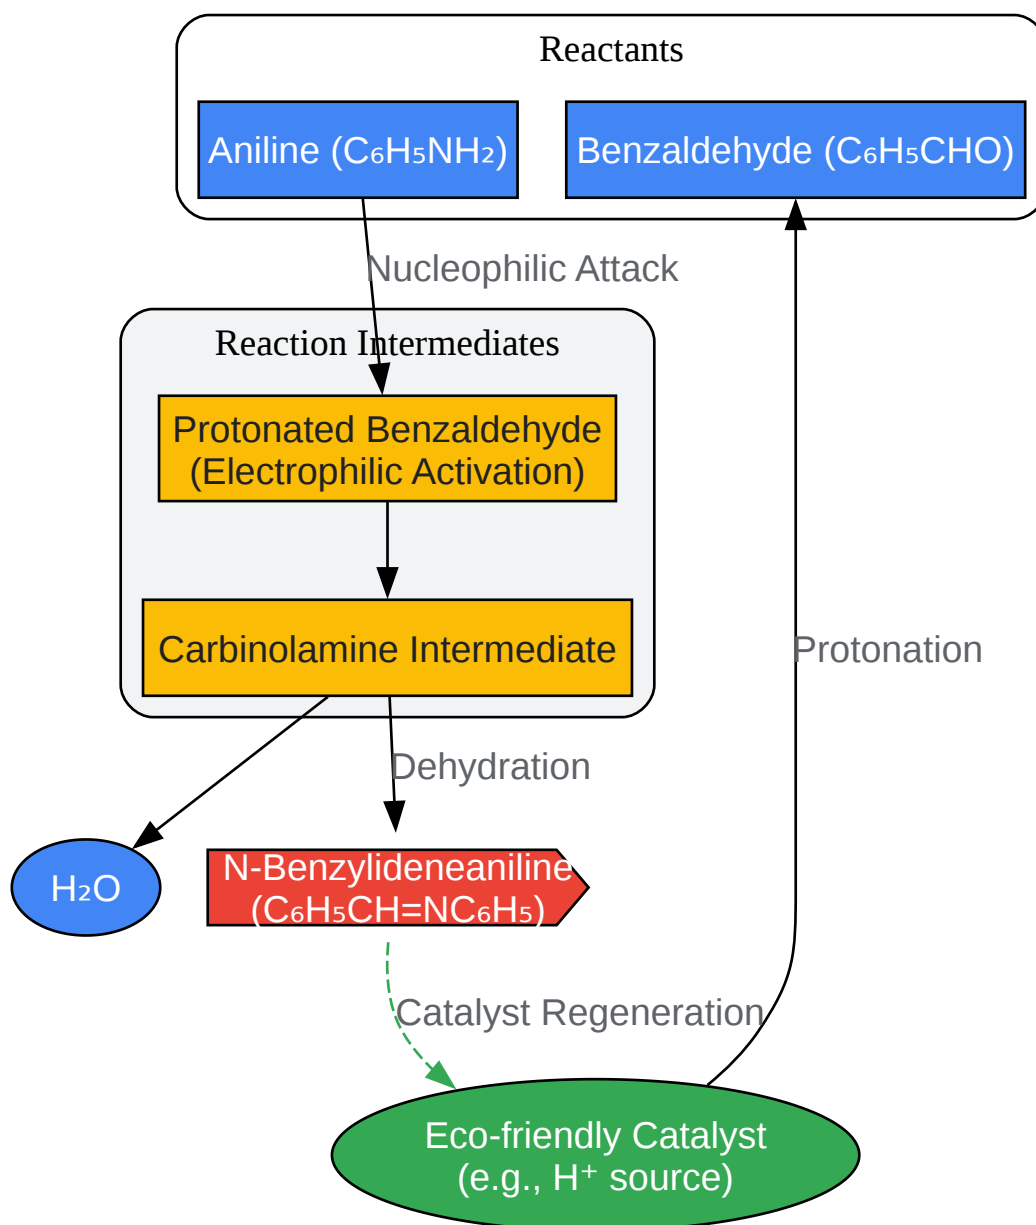 Reactants
Aniline (C₆H₅NH₂)
Benzaldehyde (C₆H₅CHO)
Nucleophilic Attack
Reaction Intermediates
Protonated Benzaldehyde
(Electrophilic Activation)
Carbinolamine Intermediate
Protonation
Dehydration
H₂O
N-Benzylideneaniline
(C₆H₅CH=NC₆H₅)
Catalyst Regeneration
Eco-friendly Catalyst
(e.g., H⁺ source)